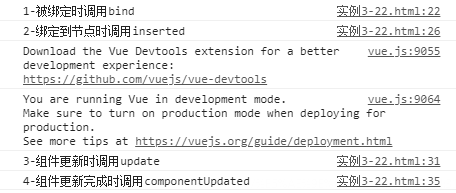 1-被绑定时调用bind 实例3-22.html:22
2-绑定到节点时调用inserted 实例3-22.html:26
Download the Vue Devtools extension for a better vue.js:9055
development experience:
https://github.com/vuejs/vue-devtools
You are running Vue in development mode. vue.js:9064
Make sure to turn on production mode when deploying for
production.
See more tips at https://vuejs.org/guide/deployment.html
3-组件更新时调用update 实例3-22.html:31
4-组件更新完成时调用componentUpdated 实例3-22.html:35